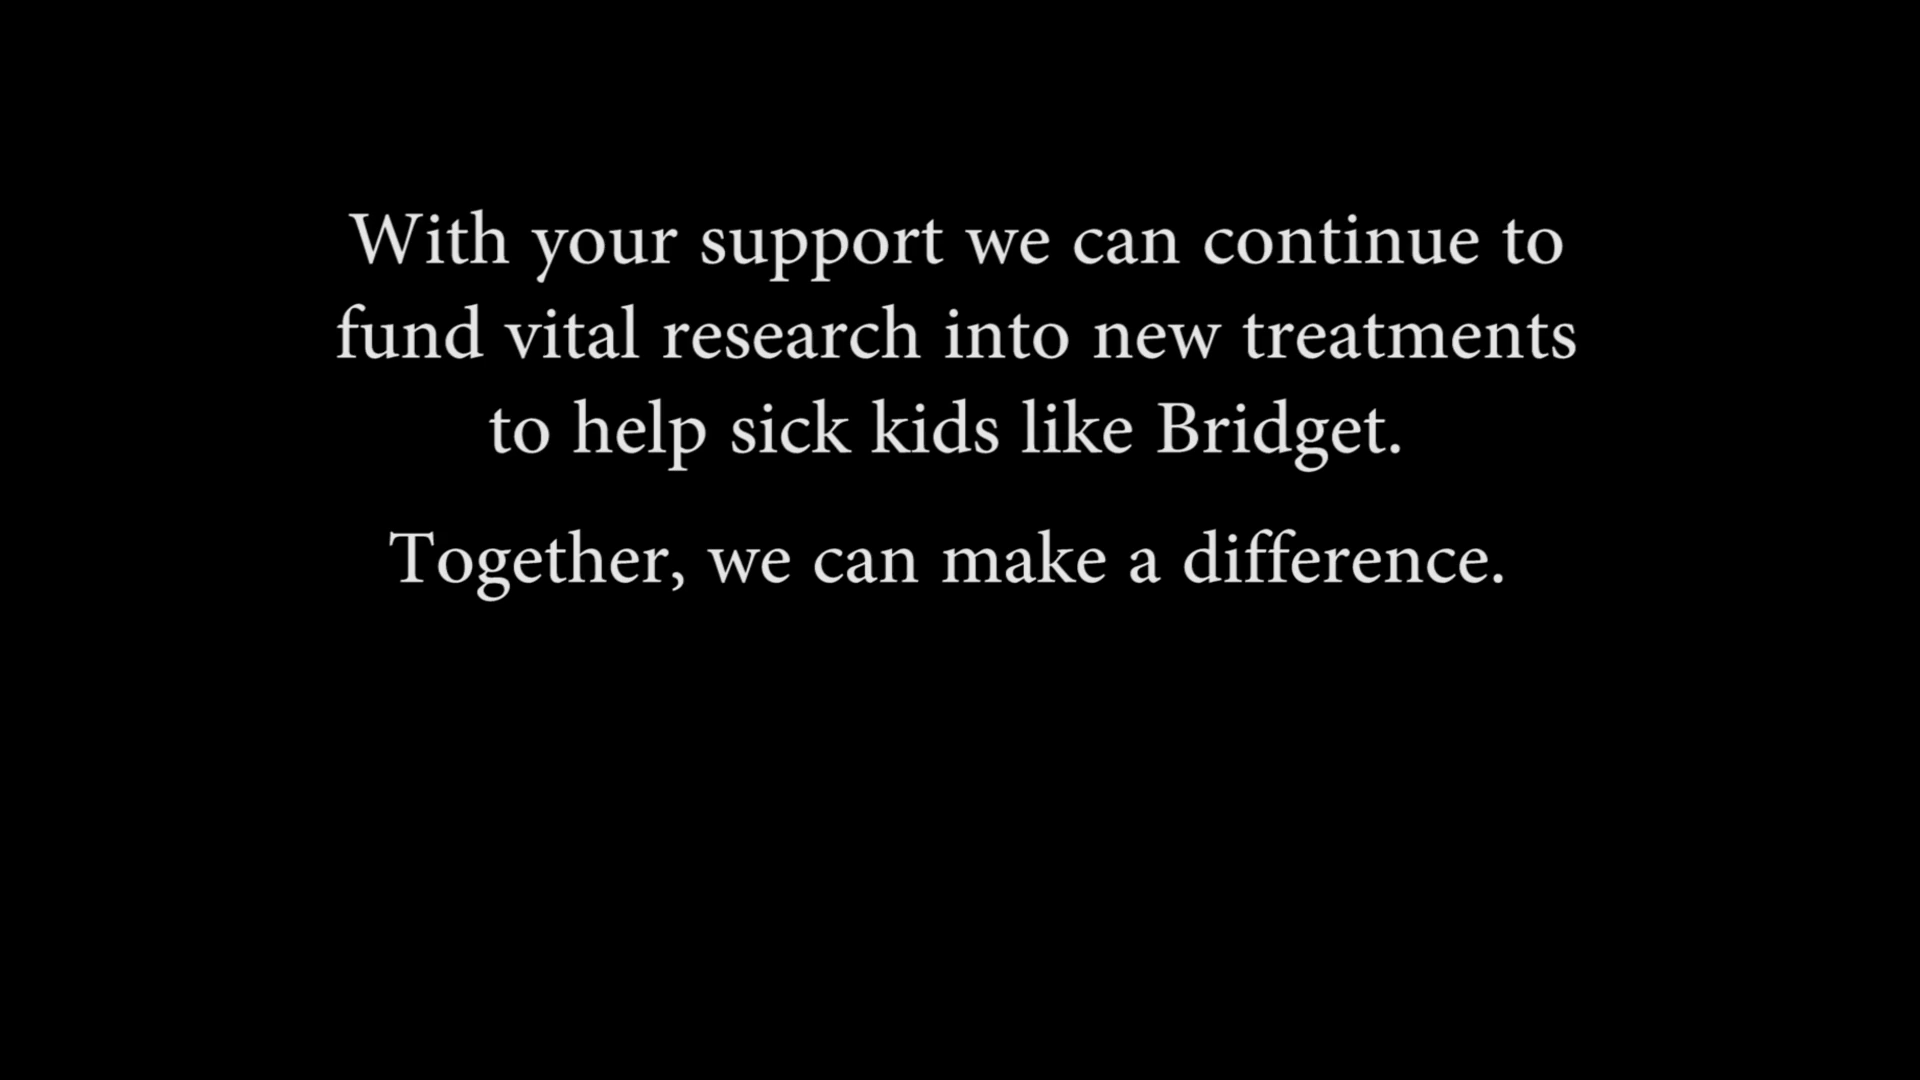 With your support we can continue to
fund vital research into new treatments
to help sick kids like Bridget.
Together, we can make a difference.